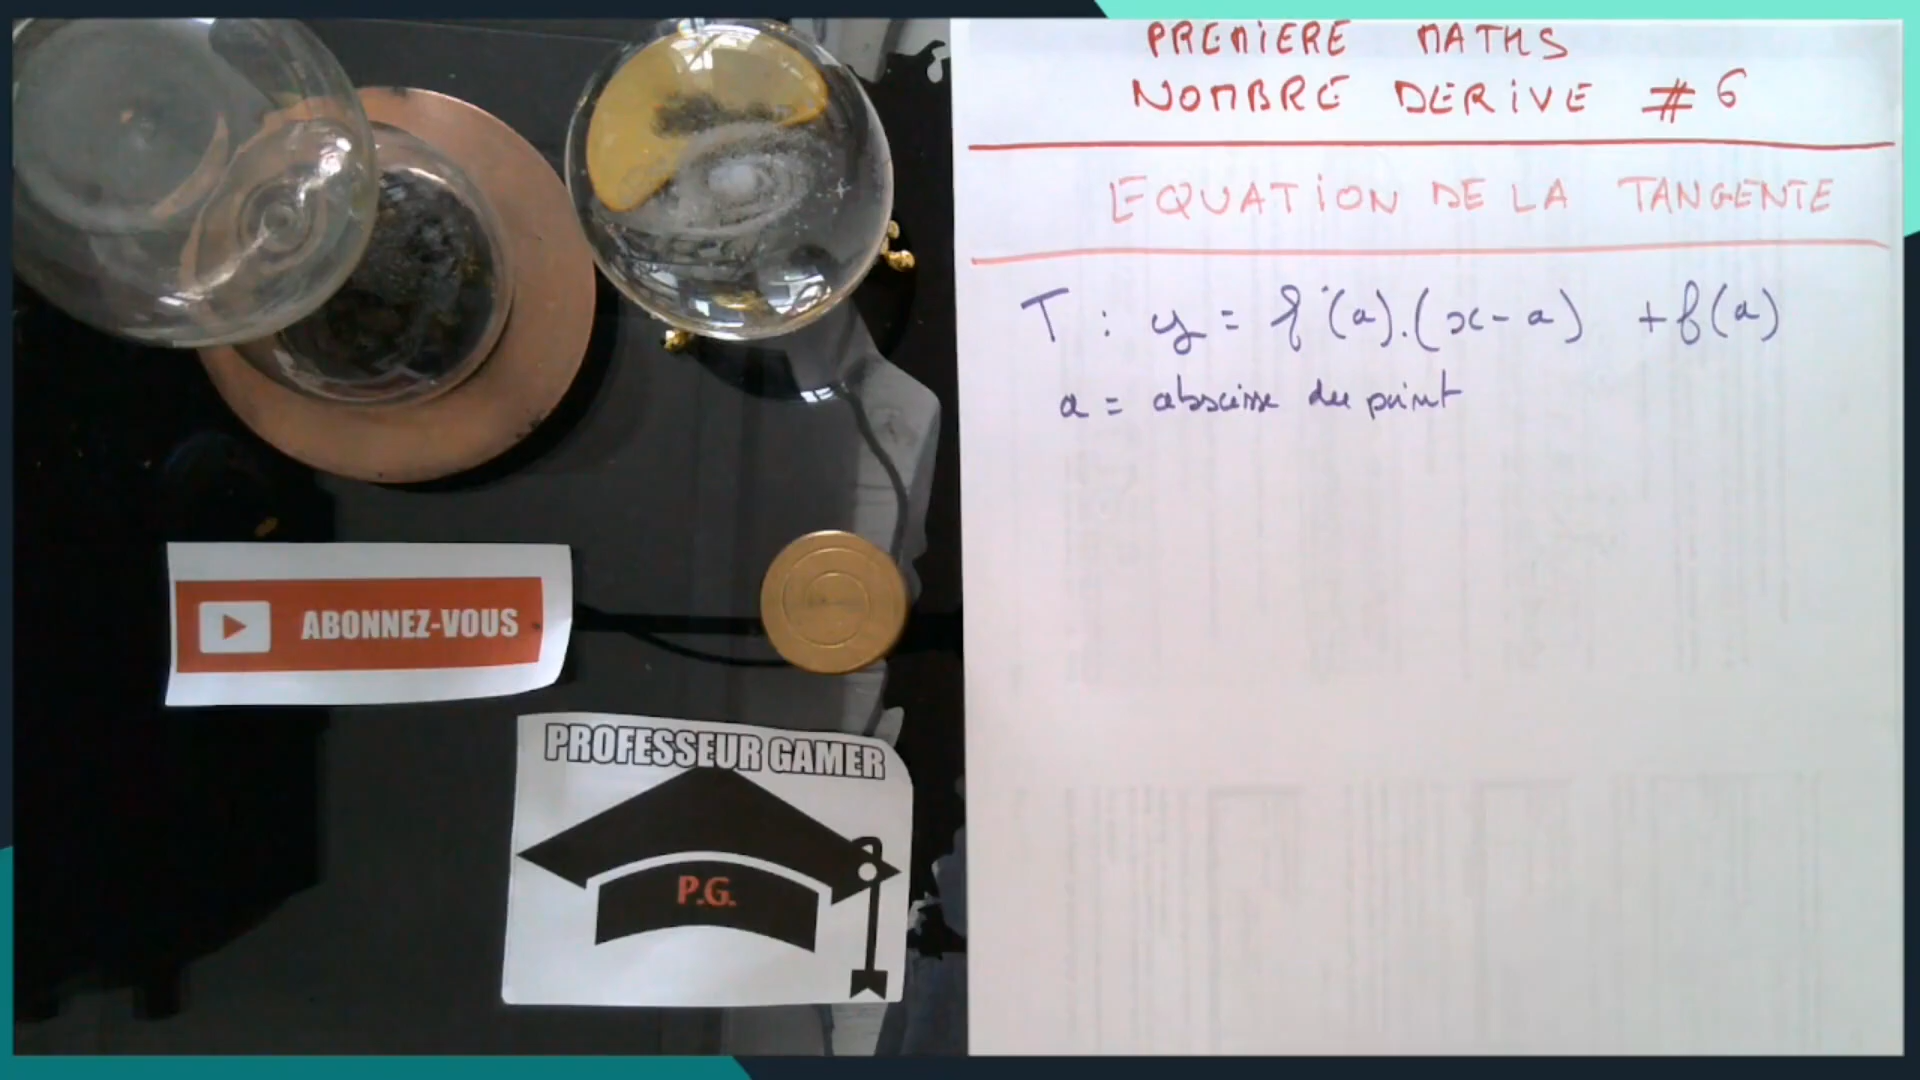 PREMIERE MATHS
NOMBRE DERIVE # 6
EQUATION DE LA TANGENTE
T : y = f'(a).(x-a) + f(a)
a = abscisse du point
ABONNEZ-VOUS
PROFESSEUR GAMER
P.G.